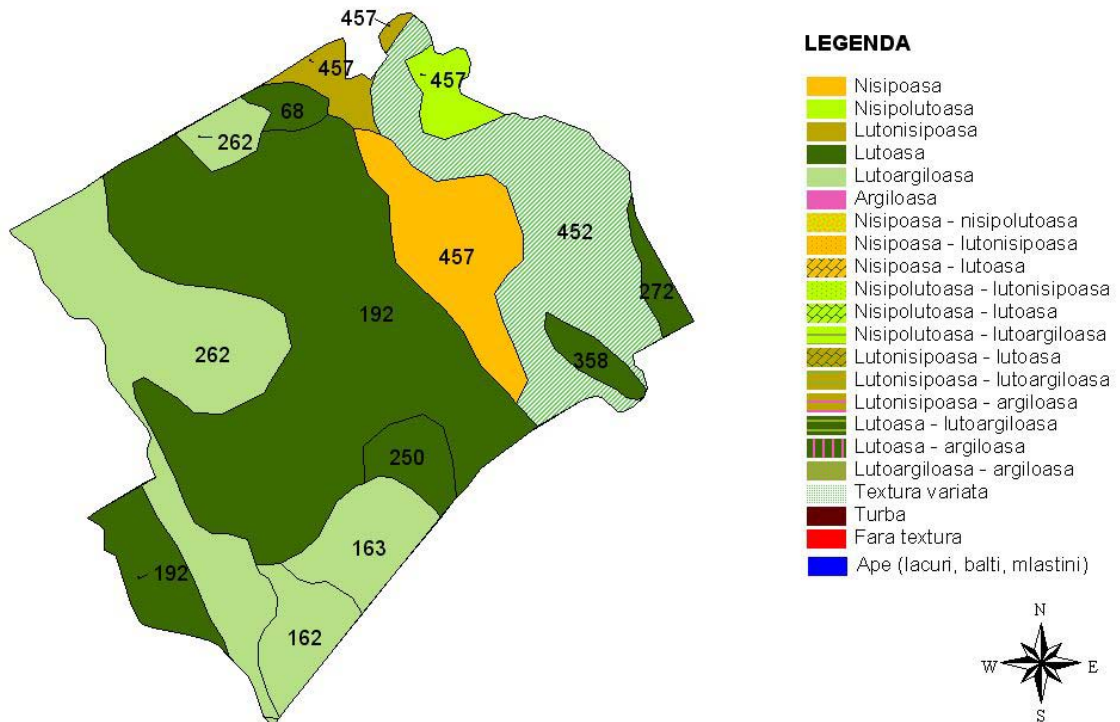 457
457
457
68
262
452
457
272
192
262
358
250
163
192
162
LEGENDA
Nisipoasa
Nisipolutoasa
Lutonisipoasa
Lutoasa
Lutoargiloasa
Argiloasa
Nisipoasa - nisipolutoasa
Nisipoasa - lutonisipoasa
Nisipoasa - lutoasa
Nisipolutoasa - lutonisipoasa
Nisipolutoasa - lutoasa
Nisipolutoasa - lutoargiloasa
Lutonisipoasa - lutoasa
Lutonisipoasa - lutoargiloasa
Lutonisipoasa - argiloasa
Lutoasa - lutoargiloasa
Lutoasa - argiloasa
Lutoargiloasa - argiloasa
Textura variata
Turba
Fara textura
Ape (lacuri, balti, mlastini)
N
W E
S